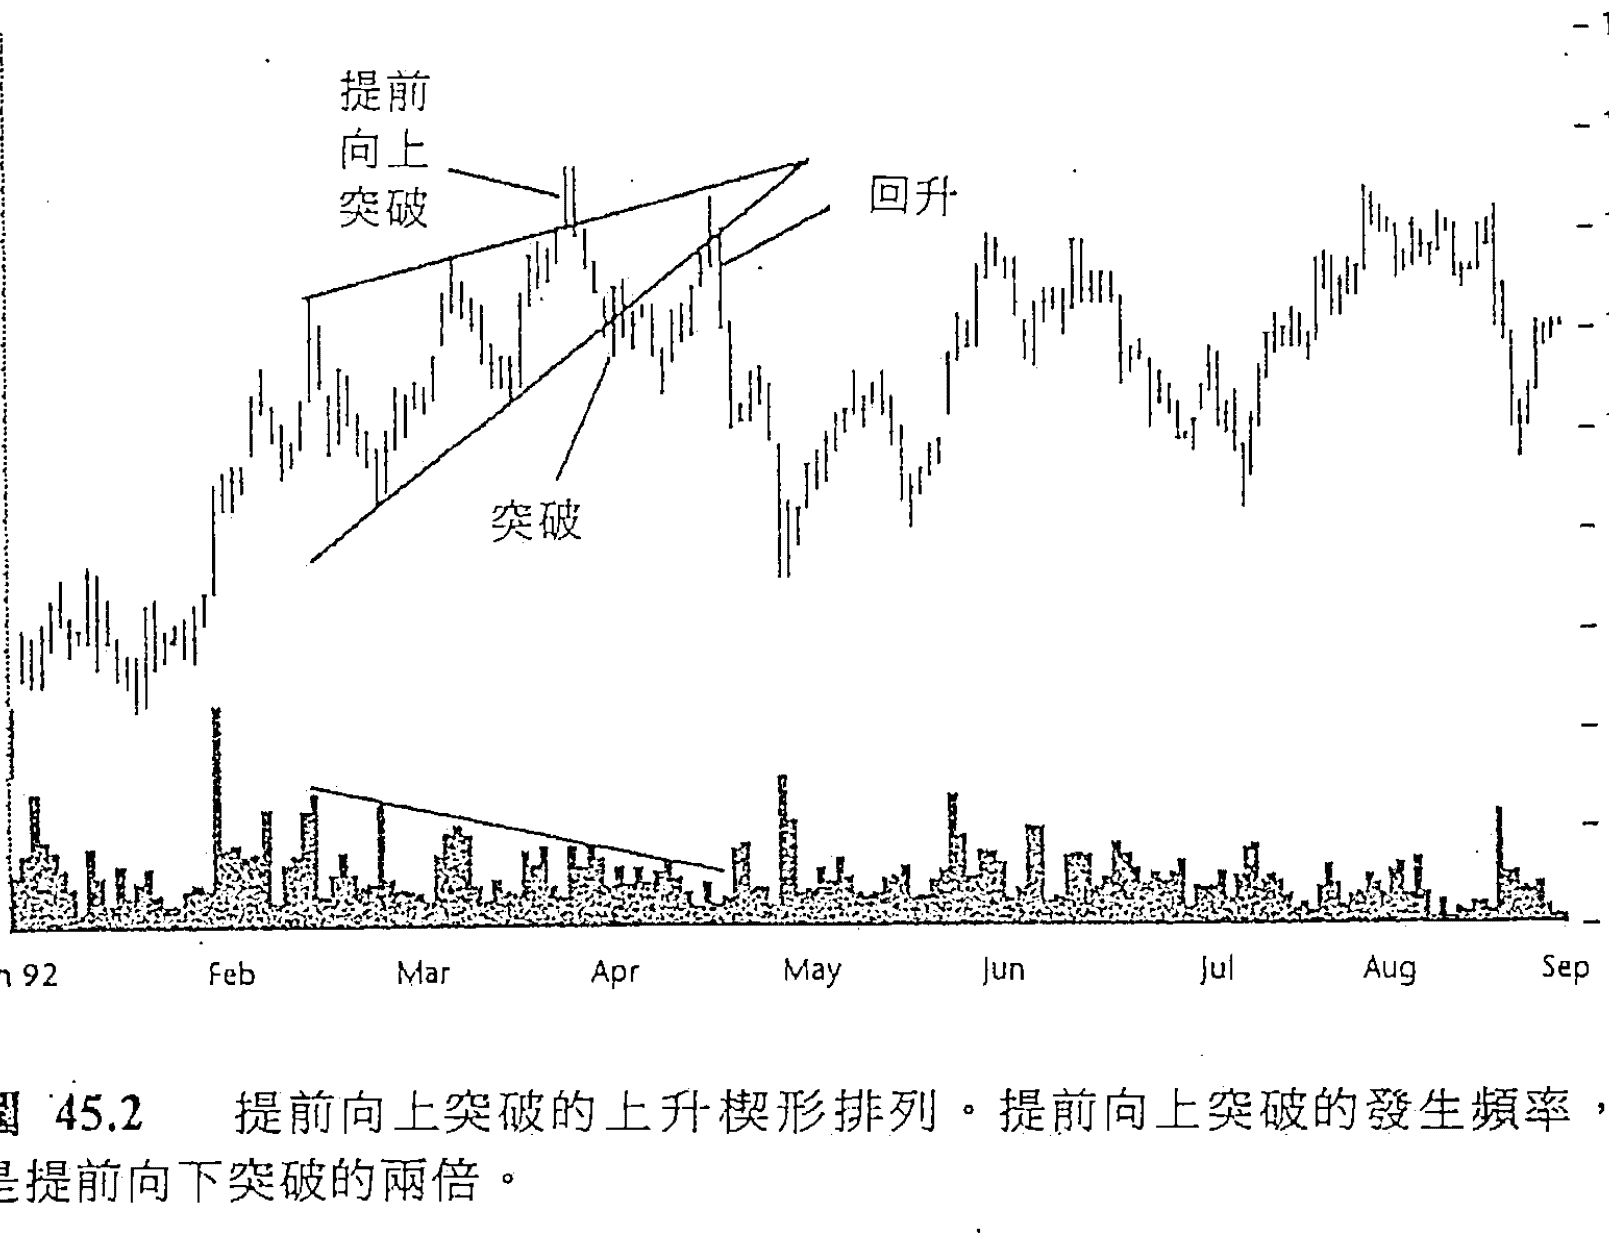 提前
向上
突破
回升
突破
92
Feb
Mar
Apr
May
Jun
Jul
Aug
Sep
圖 45.2 提前向上突破的上升楔形排列。提前向上突破的發生頻率，
是提前向下突破的兩倍。